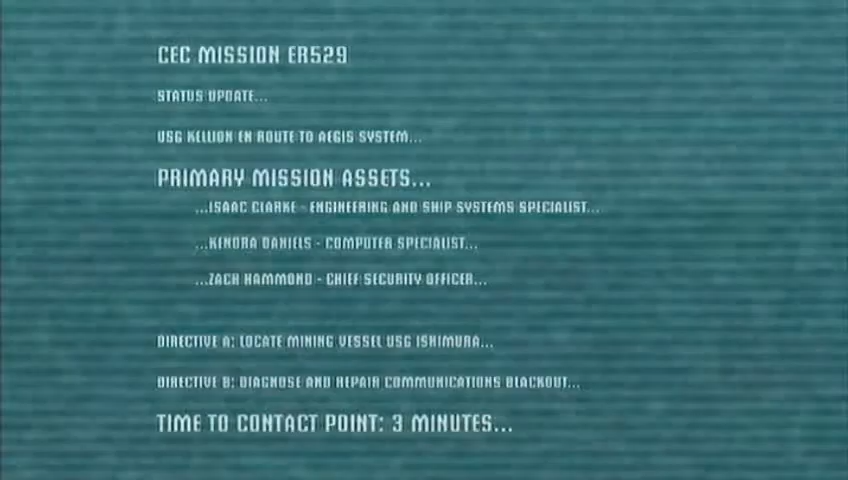 CEC MISSION ER529
STATUS UPDATE...
USG KELLION EN ROUTE TO AEGIS SYSTEM...
PRIMARY MISSION ASSETS...
...ISAAC CLARKE - ENGINEERING AND SHIP SYSTEMS SPECIALIST...
...KENDRA DANIELS - COMPUTER SPECIALIST...
...ZACH HAMMOND - CHIEF SECURITY OFFICER...
DIRECTIVE A: LOCATE MINING VESSEL USG ISHIMURA...
DIRECTIVE B: DIAGNOSE AND REPAIR COMMUNICATIONS BLACKOUT...
TIME TO CONTACT POINT: 3 MINUTES...